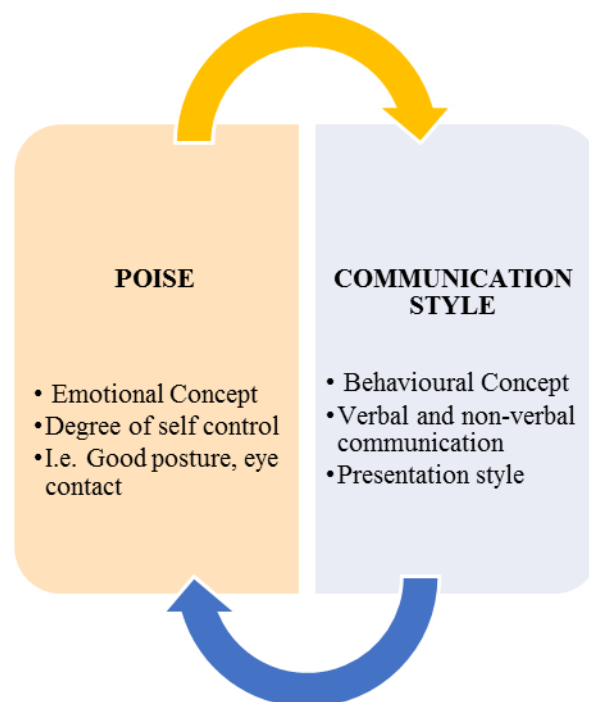 POISE
• Emotional Concept
•Degree of self control
•I.e. Good posture, eye
contact
COMMUNICATION
STYLE
• Behavioural Concept
•Verbal and non-verbal
communication
•Presentation style